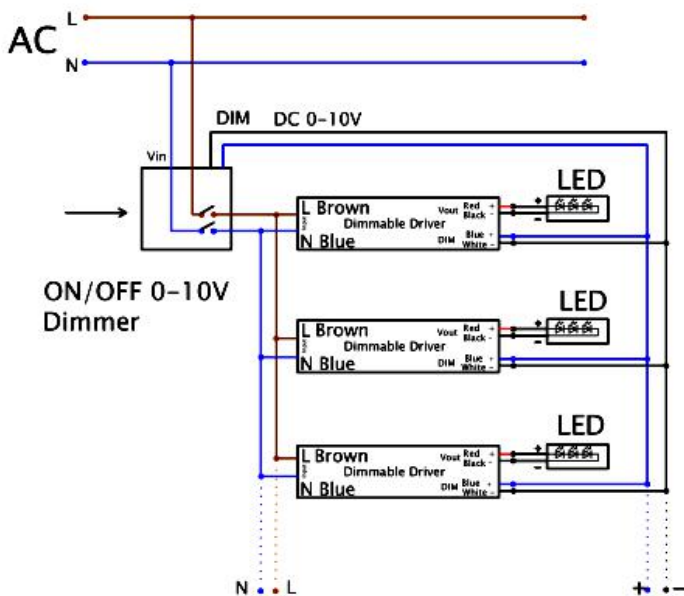 L
AC
N
DIM DC 0-10V
Vin
LED
L Brown
Vout Red +
Black -
+
-
Dimmable Driver
N Blue
DIM Blue +
White -
ON/OFF 0-10V
Dimmer
LED
L Brown
Vout Red +
Black -
+
-
Dimmable Driver
N Blue
DIM Blue +
White -
LED
L Brown
Vout Red +
Black -
+
-
Dimmable Driver
N Blue
DIM Blue +
White -
N L + -